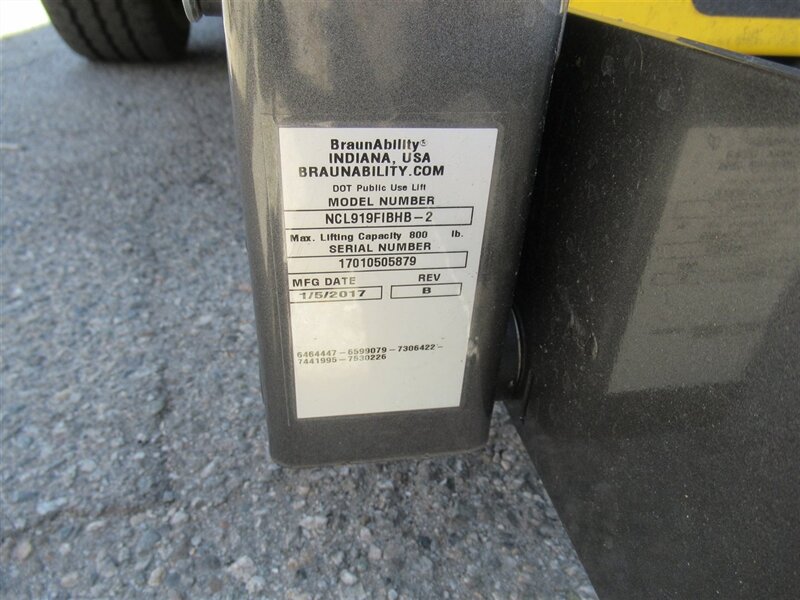 BraunAbility®
INDIANA, USA
BRAUNABILITY.COM
DOT Public Use Lift
MODEL NUMBER
NCL919FIBHB-2
Max. Lifting Capacity 800 lb.
SERIAL NUMBER
17010505879
MFG DATE REV
1/5/2017 B
6464447-6599079-7306422-
7441995-7530226